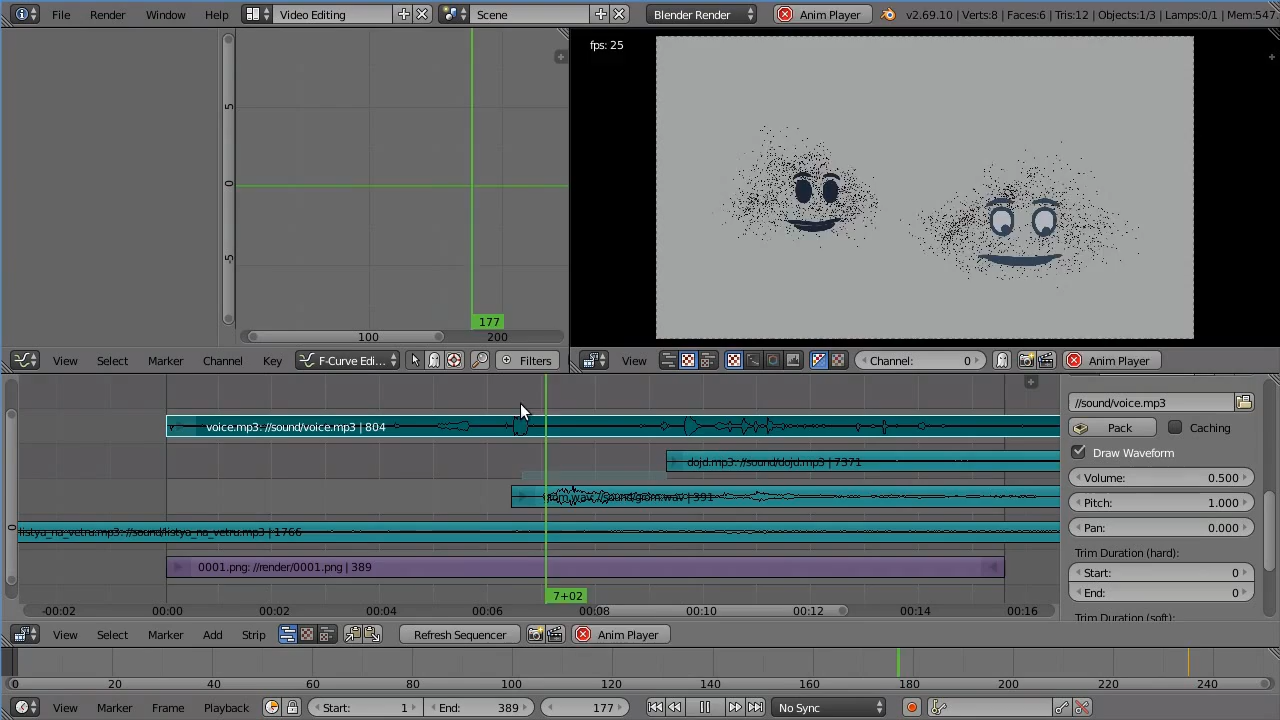 File Render Window Help Video Editing Scene Blender Render Anim Player v2.69.10 | Verts:8 | Faces:6 | Tris:12 | Objects:1/3 | Lamps:0/1 | Mem:547.
fps: 25
5
0
-5
177
100 200
View Select Marker Channel Key F-Curve Edi... Filters View Channel: 0 Anim Player
//sound/voice.mp3
voice.mp3: //sound/voice.mp3 | 804
Pack Caching
Draw Waveform
dojd.mp3: //sound/dojd.mp3 | 7371
Volume: 0.500
grom.wav: //sound/grom.wav | 391
Pitch: 1.000
0
listya_na_vetru.mp3: //sound/listya_na_vetru.mp3 | 1766
Pan: 0.000
Trim Duration (hard):
0001.png: //render/0001.png | 389
Start: 0
7+02
End: 0
-00:02 00:00 00:02 00:04 00:06 00:08 00:10 00:12 00:14 00:16
Trim Duration (soft):
View Select Marker Add Strip Refresh Sequencer Anim Player
0 20 40 60 80 100 120 140 160 180 200 220 240
View Marker Frame Playback Start: 1 End: 389 177 No Sync